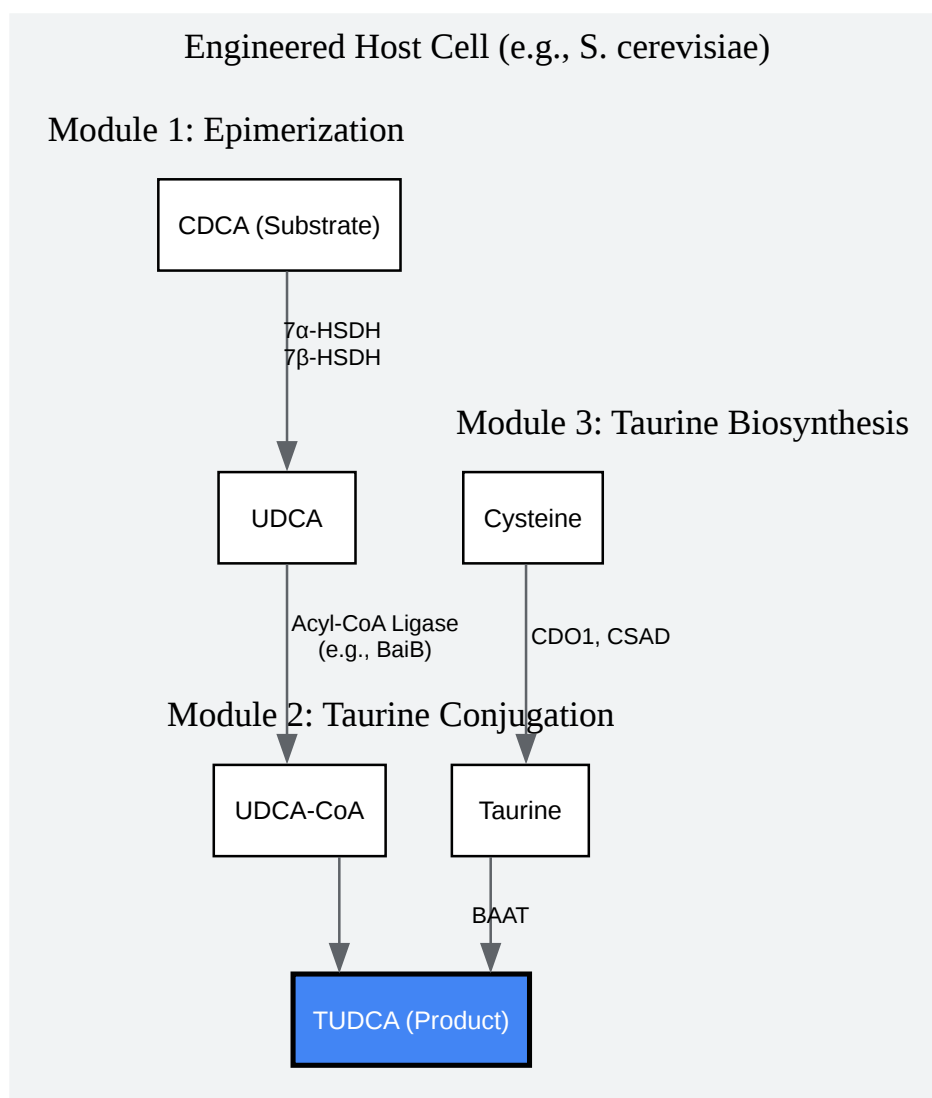 Engineered Host Cell (e.g., S. cerevisiae)
Module 1: Epimerization
CDCA (Substrate)
7α-HSDH
7β-HSDH
Module 3: Taurine Biosynthesis
UDCA
Cysteine
Acyl-CoA Ligase
(e.g., BaiB)
CDO1, CSAD
Module 2: Taurine Conjugation
UDCA-CoA
Taurine
BAAT
TUDCA (Product)